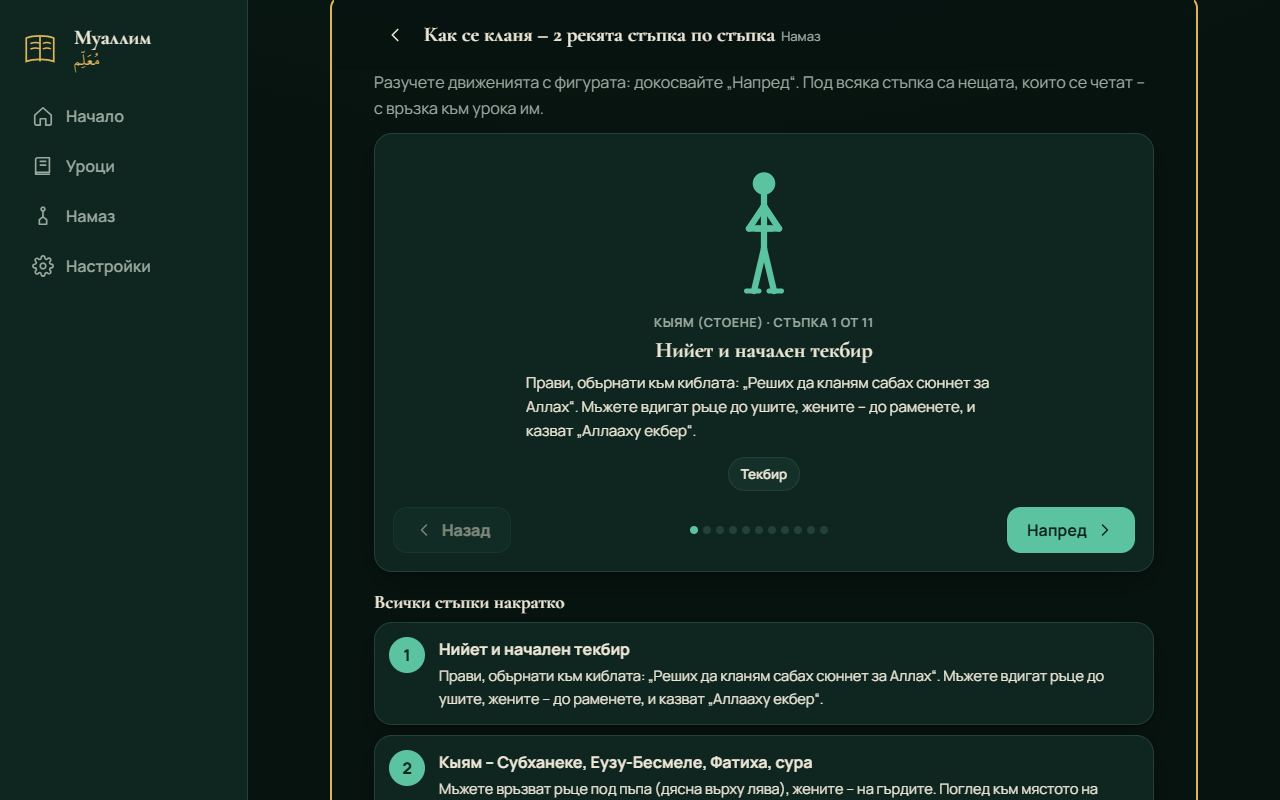 Муаллим
مُعَلِّم
Начало
Уроци
Намаз
Настройки
Как се кланя – 2 рекята стъпка по стъпка Намаз
Разучете движенията с фигурата: докосвайте „Напред“. Под всяка стъпка са нещата, които се четат –
с връзка към урока им.
КЫЯМ (СТОЕНЕ) · СТЪПКА 1 ОТ 11
Нийет и начален текбир
Прави, обърнати към киблата: „Реших да кланям сабах сюннет за
Аллах“. Мъжете вдигат ръце до ушите, жените – до раменете, и
казват „Аллааху екбер“.
Текбир
Назад
Напред
Всички стъпки накратко
1
Нийет и начален текбир
Прави, обърнати към киблата: „Реших да кланям сабах сюннет за Аллах“. Мъжете вдигат ръце до
ушите, жените – до раменете, и казват „Аллааху екбер“.
2
Кыям – Субханеке, Еузу-Бесмеле, Фатиха, сура
Мъжете връзват ръце под пъпа (дясна върху лява), жените – на гърдите. Поглед към мястото на